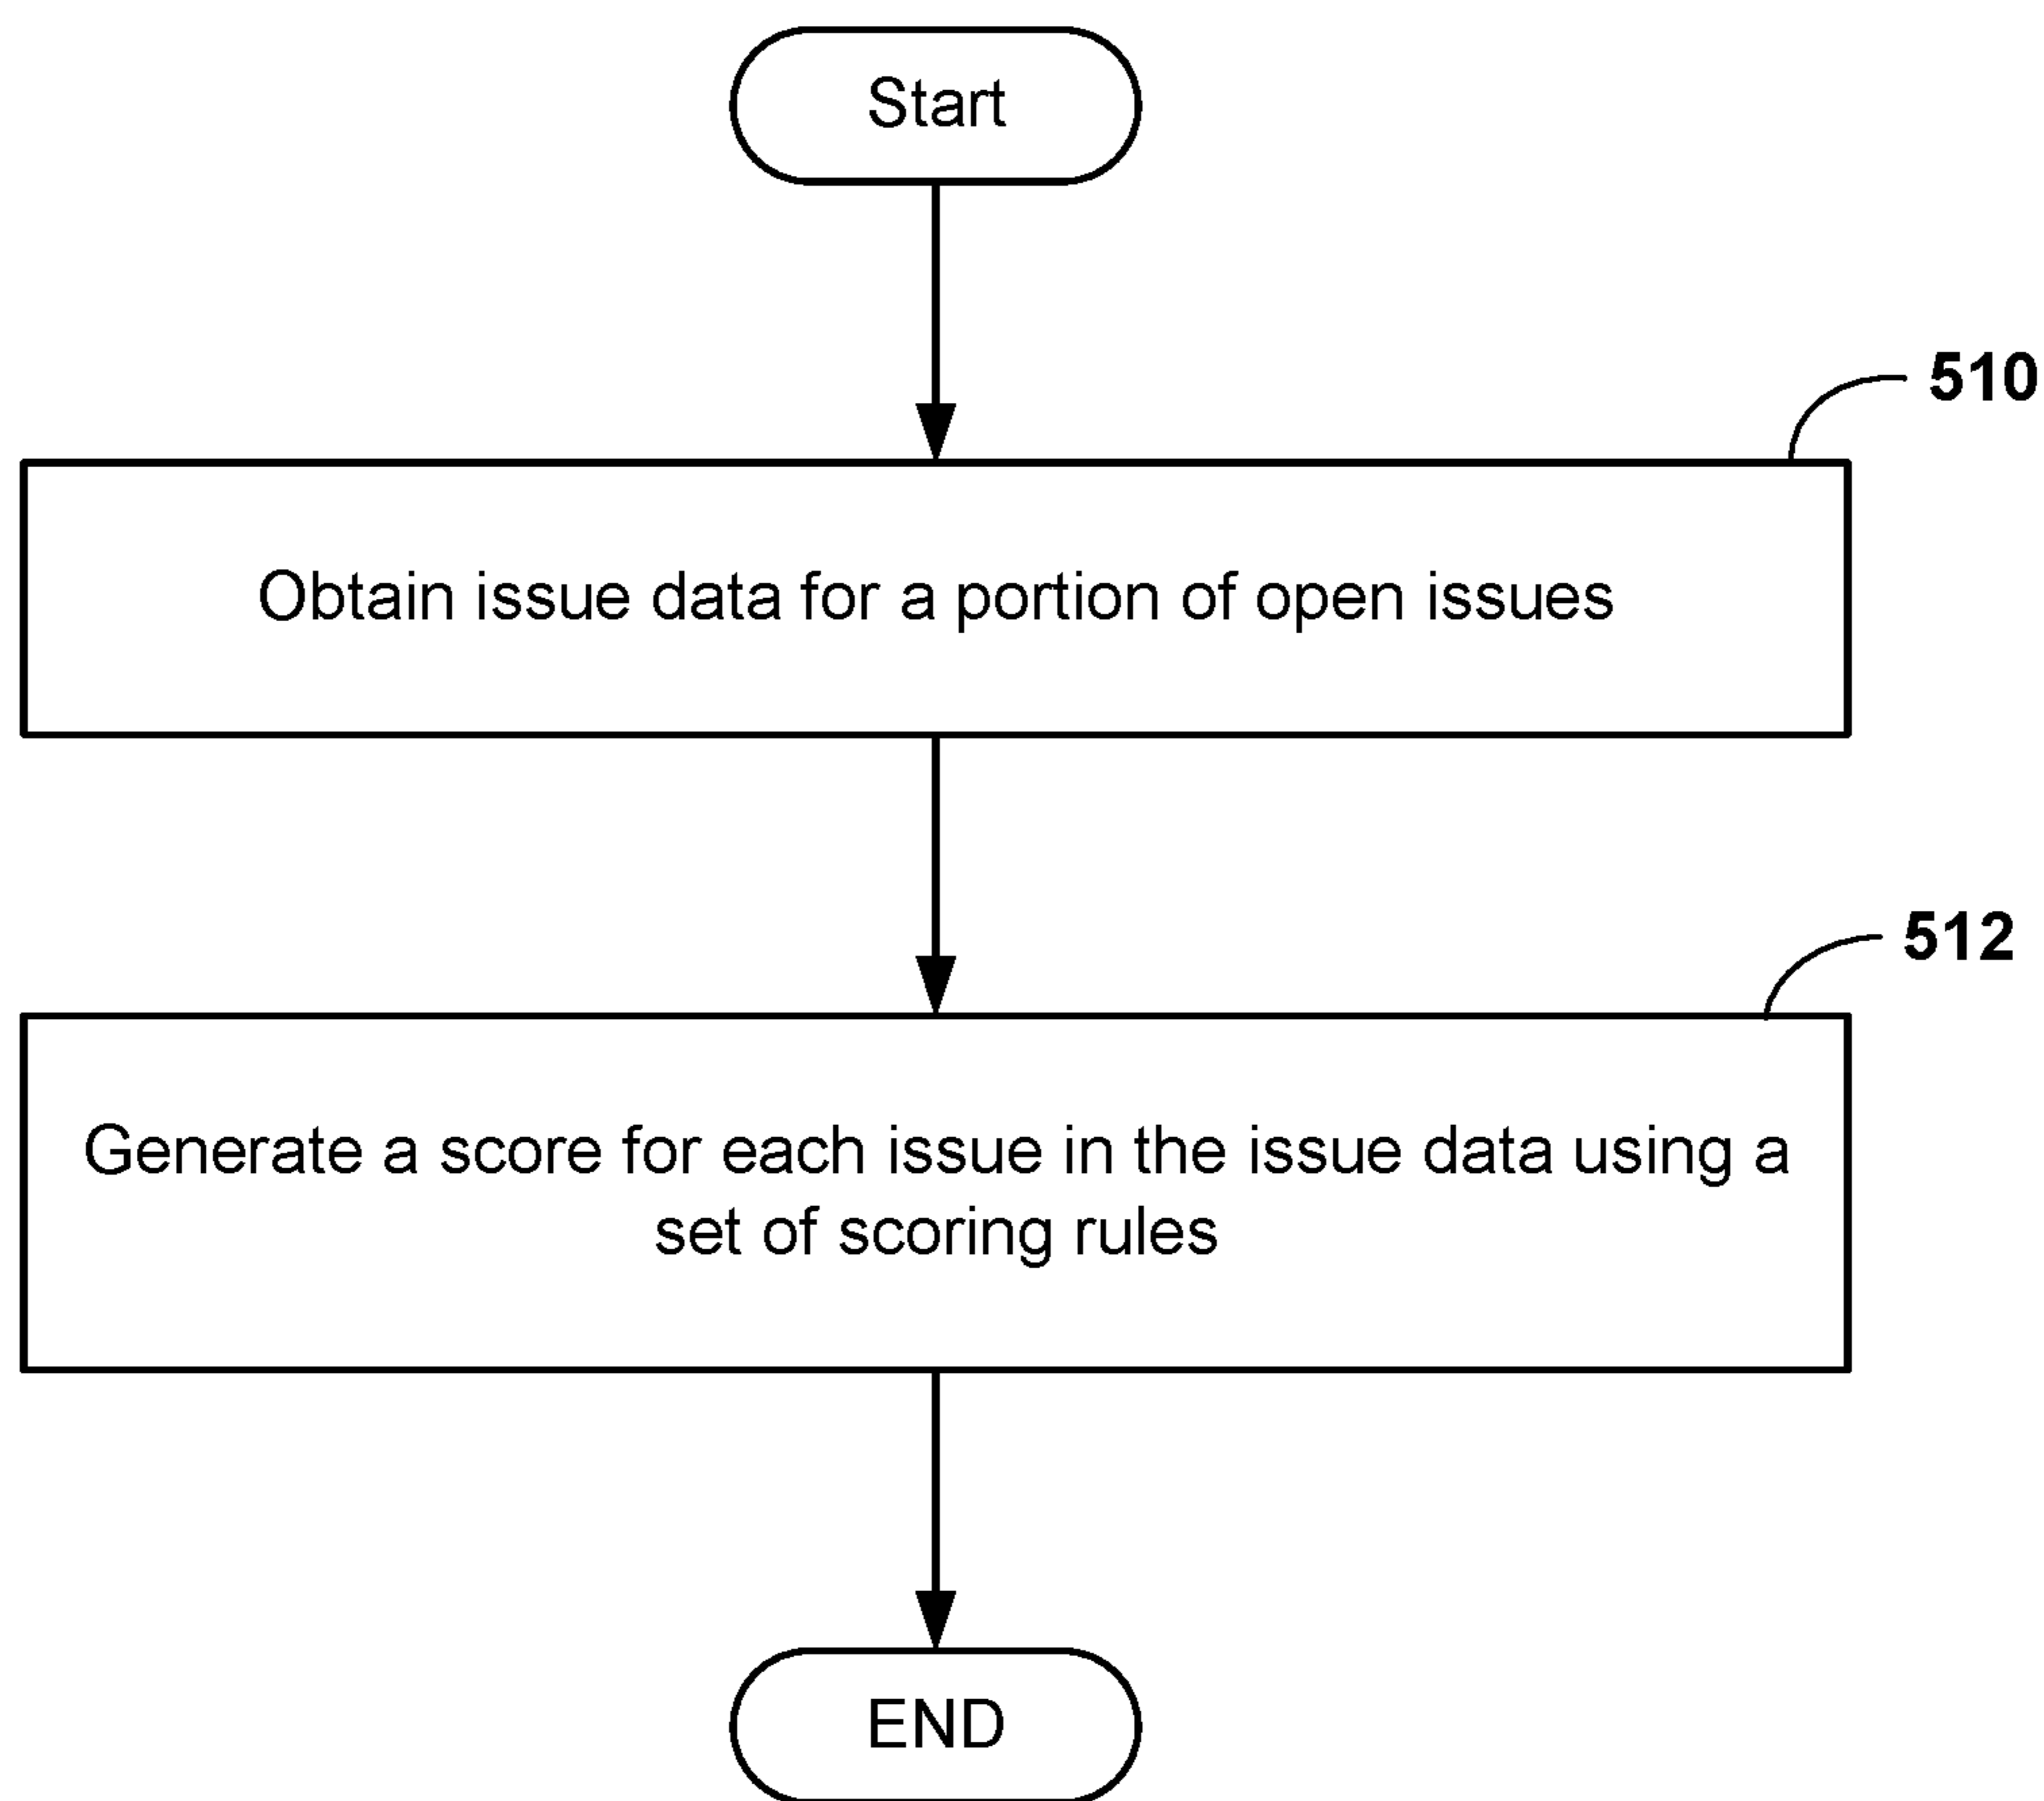 Start
510
Obtain issue data for a portion of open issues
512
Generate a score for each issue in the issue data using a
set of scoring rules
END